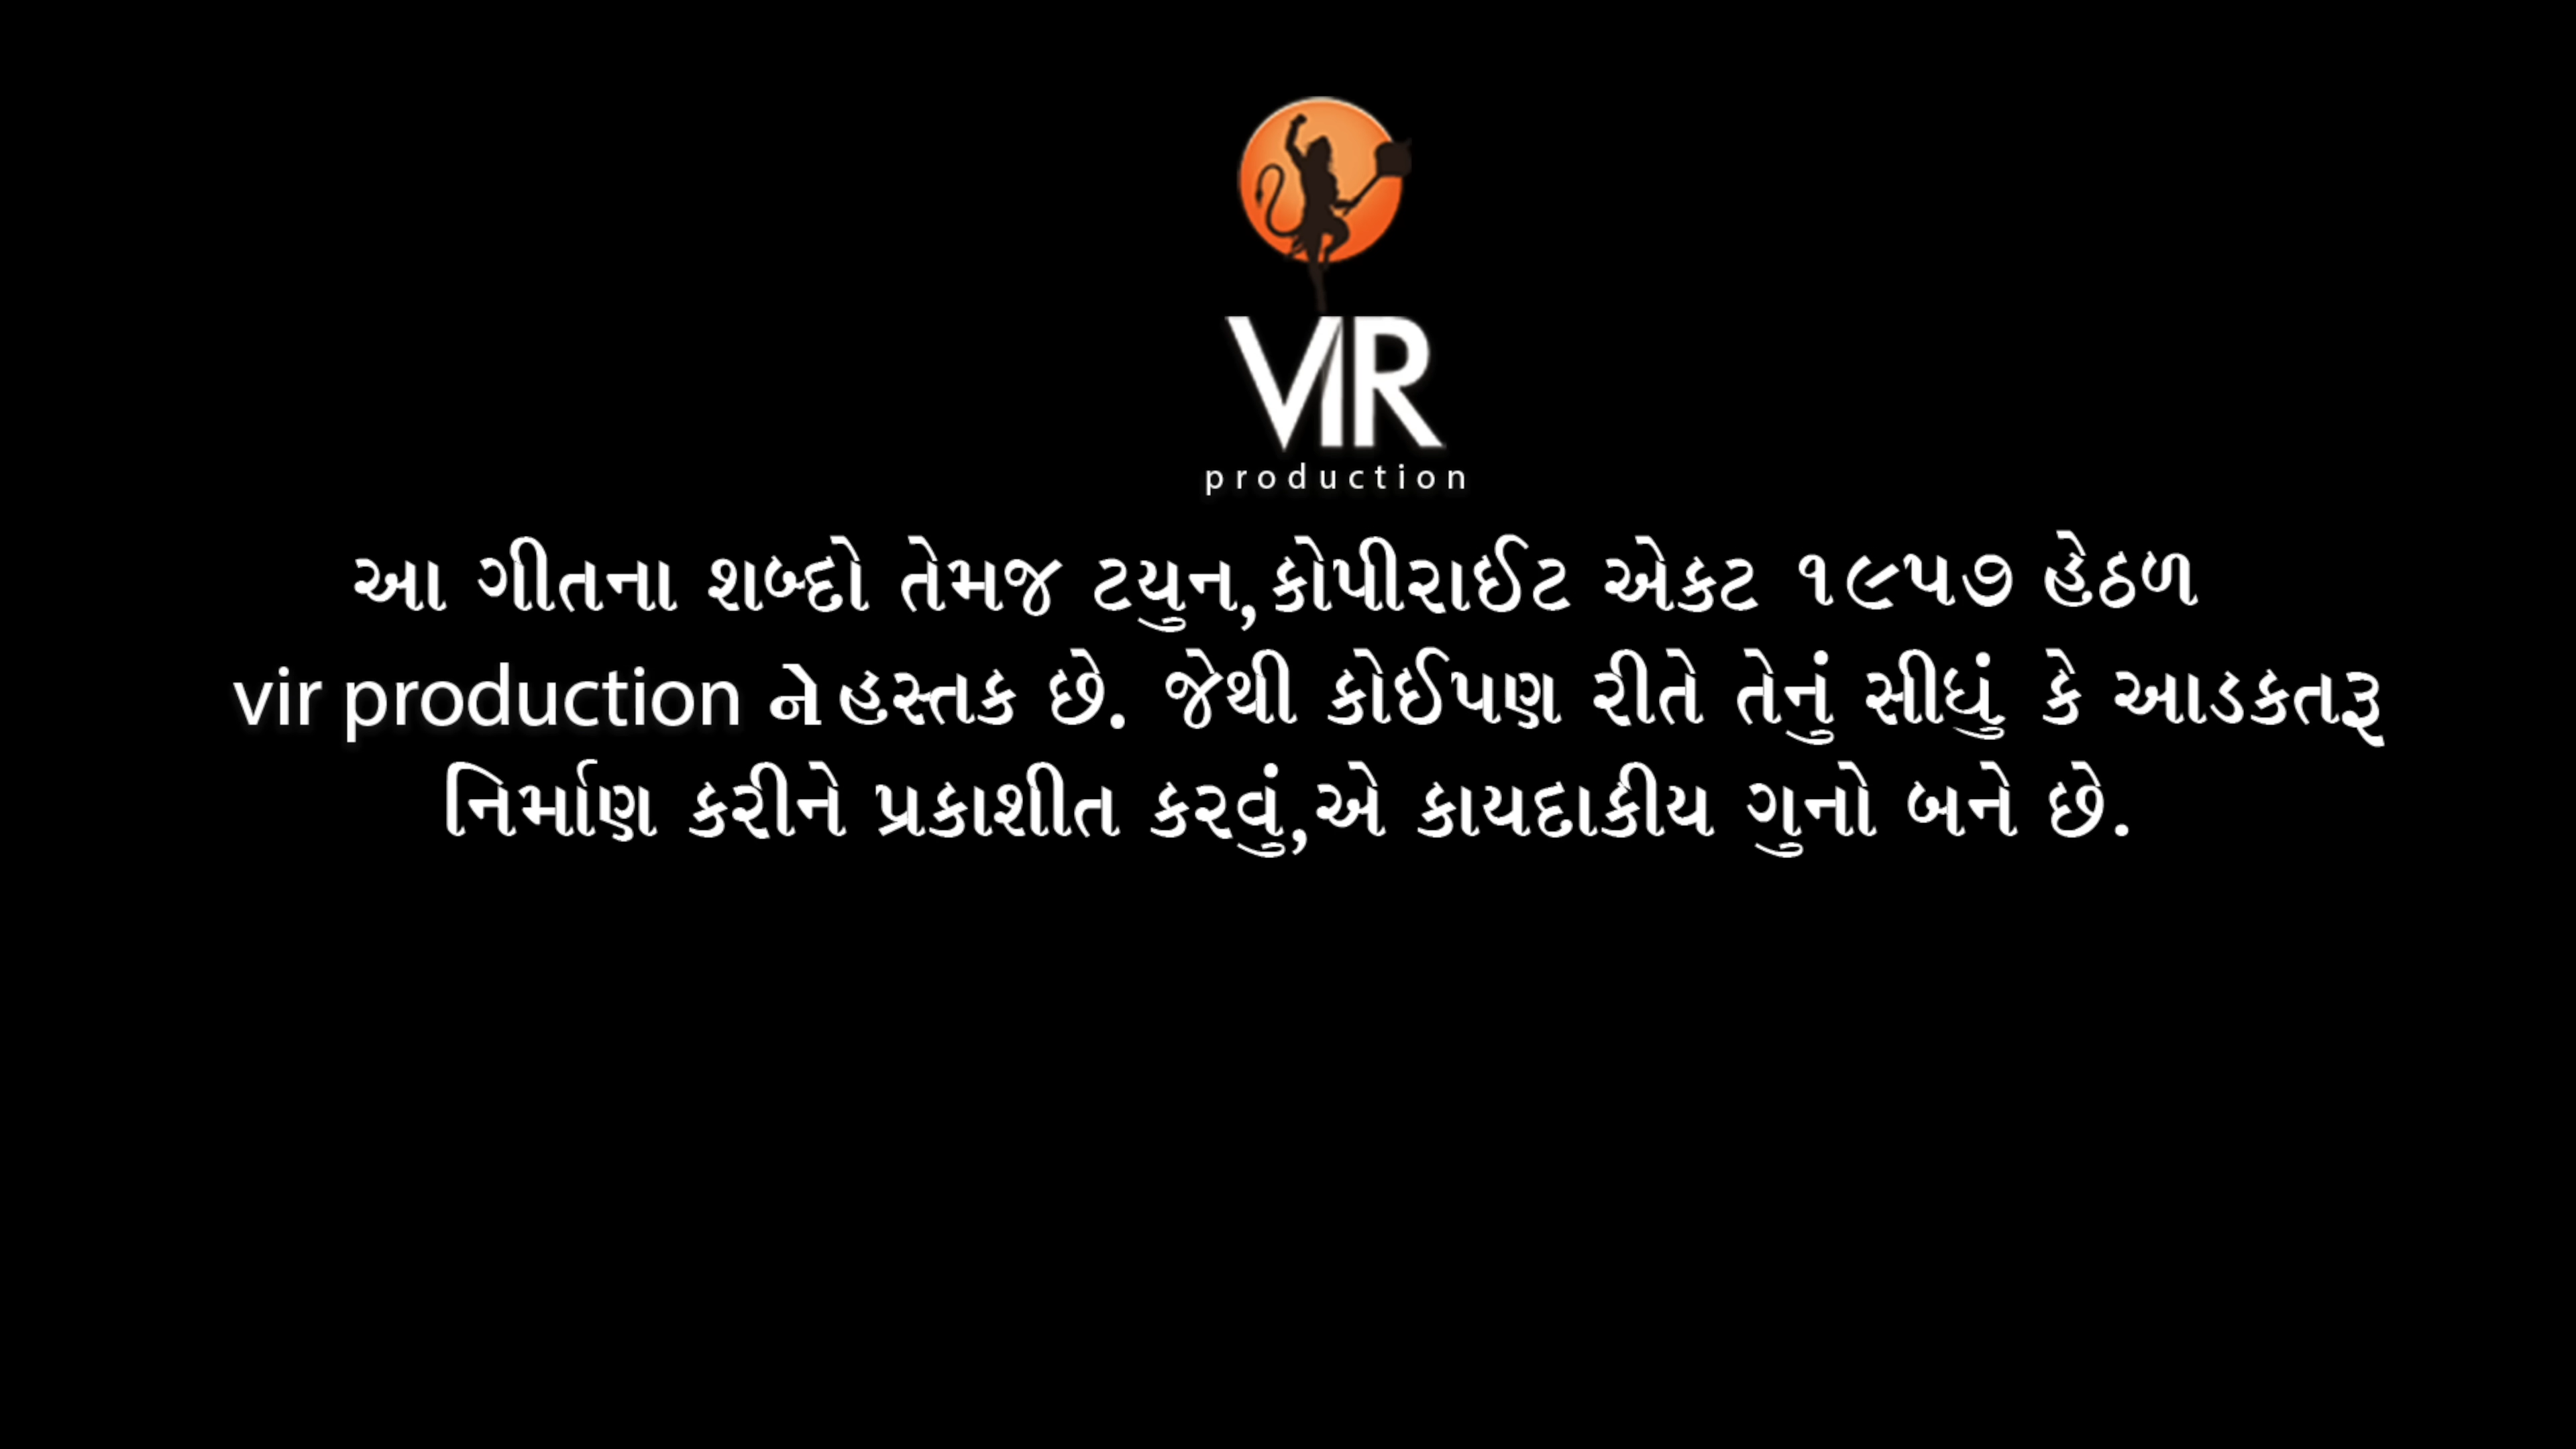 VIR
production
આ ગીતના શબ્દો તેમજ ટયુન,કોપીરાઈટ એકટ ૧૯૫૭ હેઠળ
vir production ને હસ્તક છે. જેથી કોઈપણ રીતે તેનું સીધું કે આડકતરૂ
નિર્માણ કરીને પ્રકાશીત કરવું,એ કાયદાકીય ગુનો બને છે.